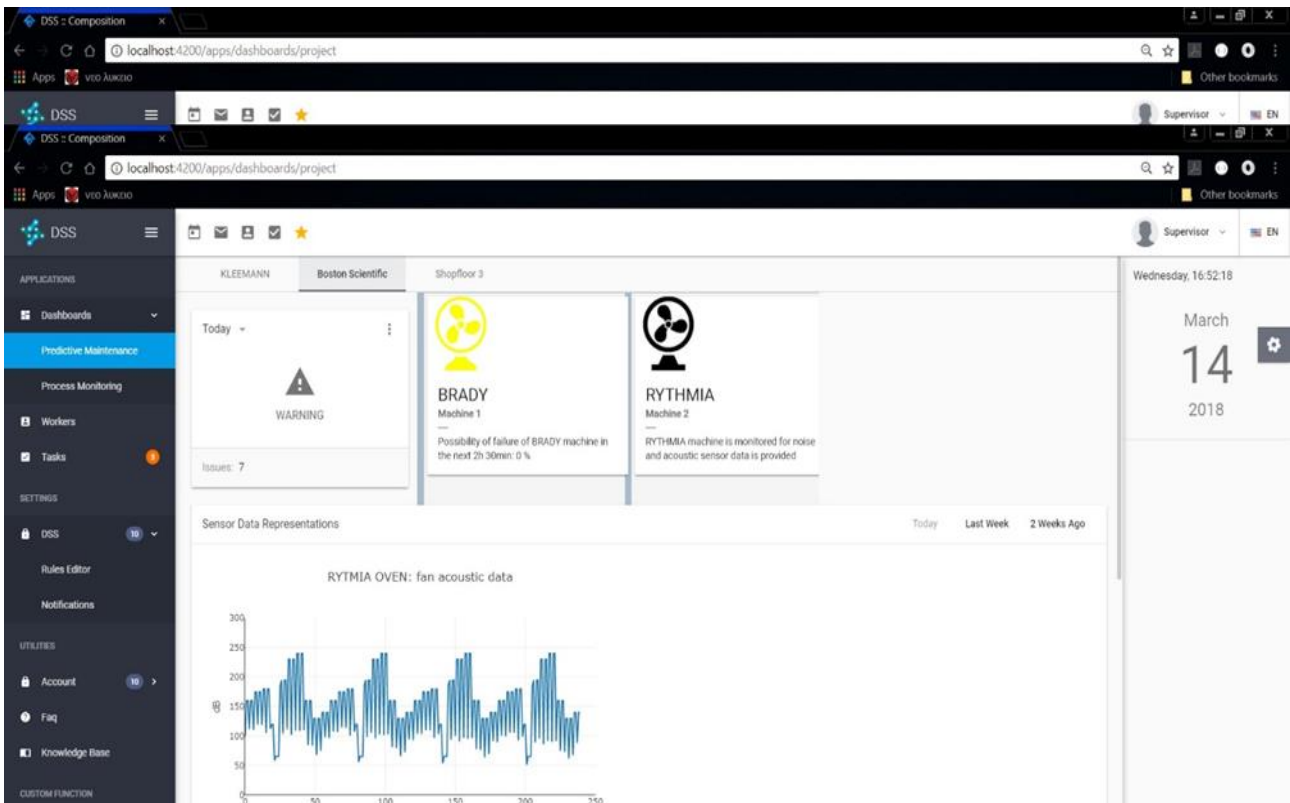 DSS :: Composition
localhost:4200/apps/dashboards/project
Apps νεο λυκειο Other bookmarks
DSS Supervisor EN
DSS :: Composition
localhost:4200/apps/dashboards/project
Apps νεο λυκειο Other bookmarks
DSS Supervisor EN
KLEEMANN Boston Scientific Shopfloor 3
Wednesday, 16:52:18
March
14
2018
APPLICATIONS
Dashboards
Predictive Maintenance
Process Monitoring
Workers
Tasks 3
SETTINGS
DSS 10
Rules Editor
Notifications
UTILITIES
Account 10
Faq
Knowledge Base
CUSTOM FUNCTION
Today
WARNING
Issues: 7
BRADY
Machine 1
Possibility of failure of BRADY machine in
the next 2h 30min: 0 %
RYTHMIA
Machine 2
RYTHMIA machine is monitored for noise
and acoustic sensor data is provided
Sensor Data Representations Today Last Week 2 Weeks Ago
RYTMIA OVEN: fan acoustic data
dB
300
250
200
150
100
50
0
0 50 100 150 200 250